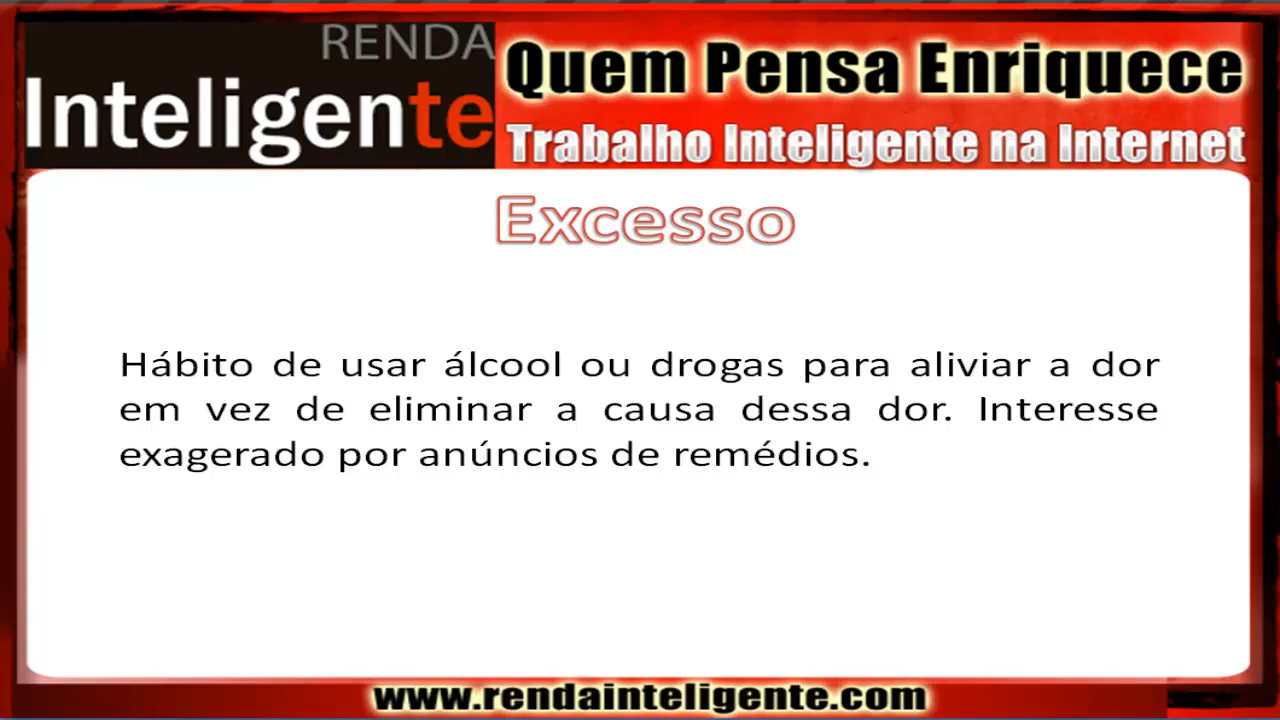 RENDA
Inteligente
Quem Pensa Enriquece
Trabalho Inteligente na Internet
Excesso
Hábito de usar álcool ou drogas para aliviar a dor
em vez de eliminar a causa dessa dor. Interesse
exagerado por anúncios de remédios.
www.rendainteligente.com